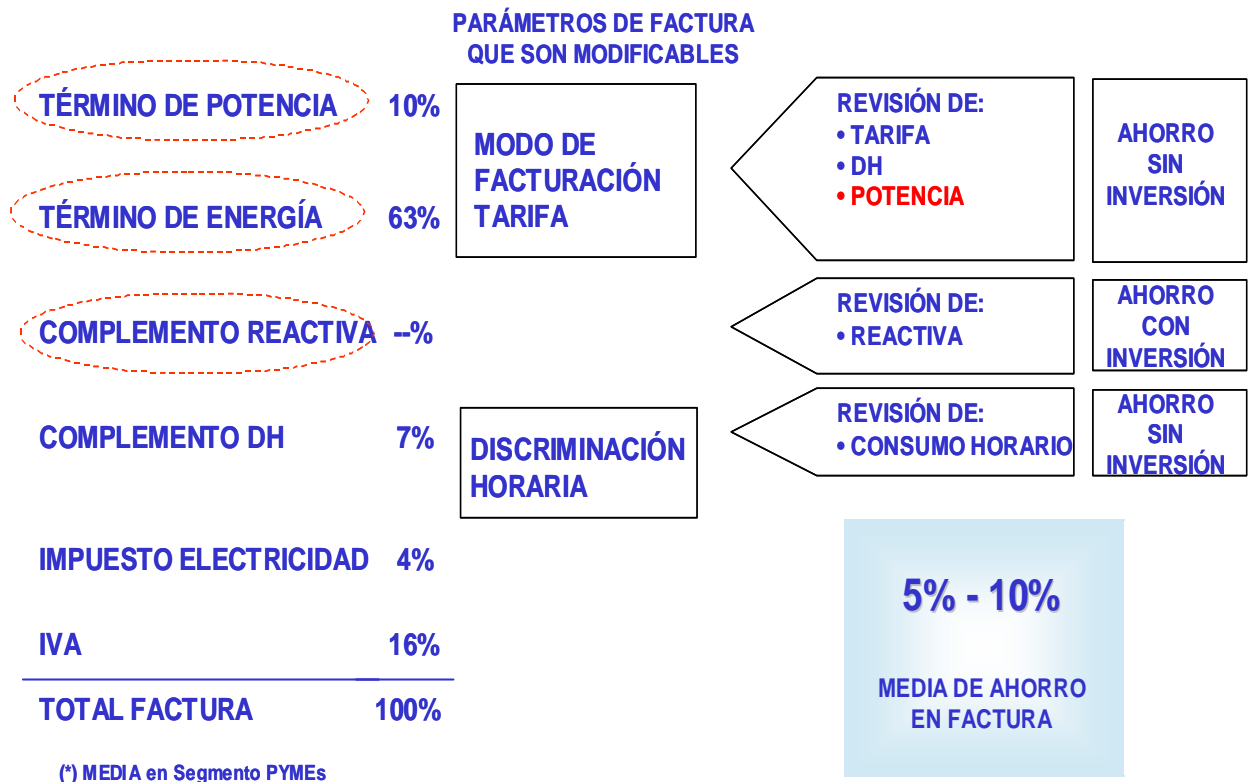 PARÁMETROS DE FACTURA
QUE SON MODIFICABLES
TÉRMINO DE POTENCIA 10%
MODO DE
FACTURACIÓN
TARIFA
REVISIÓN DE:
• TARIFA
• DH
• POTENCIA
AHORRO
SIN
INVERSIÓN
TÉRMINO DE ENERGÍA 63%
COMPLEMENTO REACTIVA --%
REVISIÓN DE:
• REACTIVA
AHORRO
CON
INVERSIÓN
COMPLEMENTO DH 7%
DISCRIMINACIÓN
HORARIA
REVISIÓN DE:
• CONSUMO HORARIO
AHORRO
SIN
INVERSIÓN
IMPUESTO ELECTRICIDAD 4%
IVA 16%
TOTAL FACTURA 100%
5% - 10%
MEDIA DE AHORRO
EN FACTURA
(*) MEDIA en Segmento PYMEs